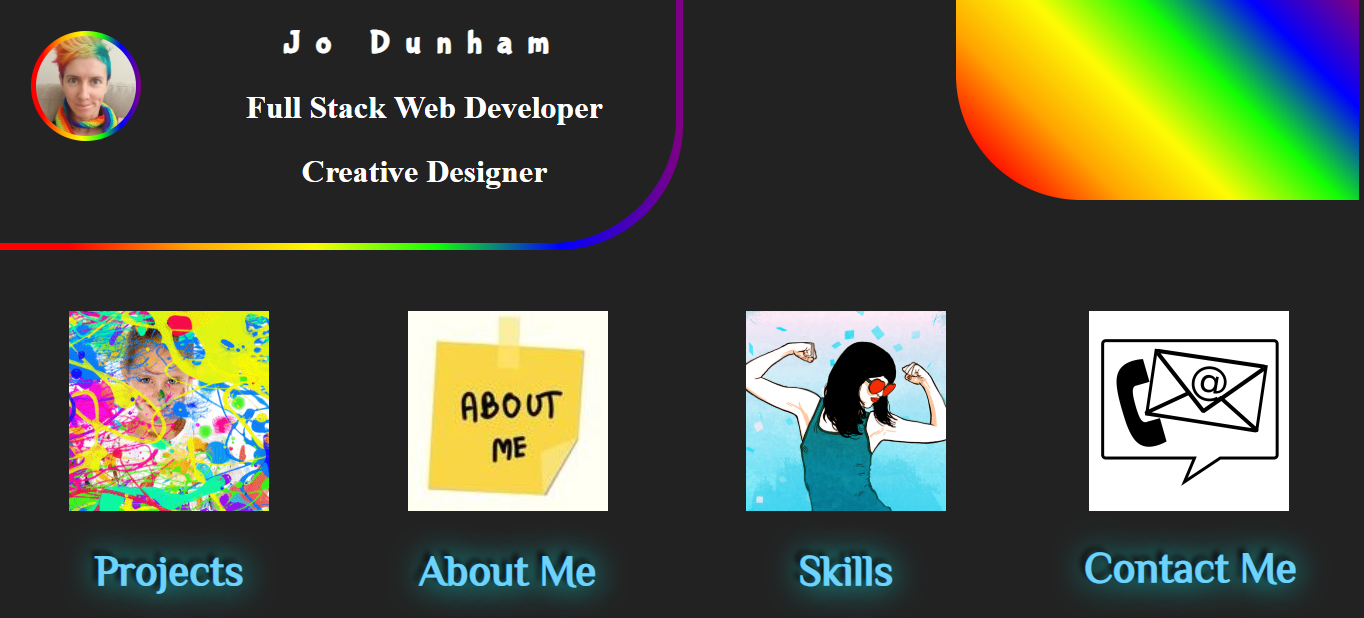 Jo Dunham
Full Stack Web Developer
Creative Designer
ABOUT
ME
@
Projects
About Me
Skills
Contact Me